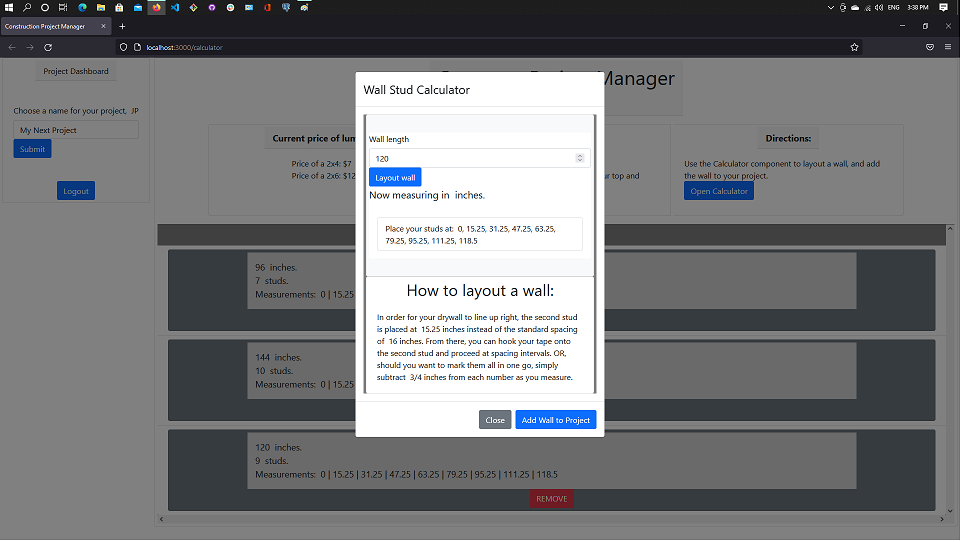 ENG
3:38 PM
Construction Project Manager
localhost:3000/calculator
Project Dashboard
Choose a name for your project, JP
My Next Project
Submit
Logout
Manager
Current price of lum
Price of a 2x4: $7
Price of a 2x6: $12
ur top and
Directions:
Use the Calculator component to layout a wall, and add
the wall to your project.
Open Calculator
Wall Stud Calculator
Wall length
120
Layout wall
Now measuring in inches.
Place your studs at: 0, 15.25, 31.25, 47.25, 63.25,
79.25, 95.25, 111.25, 118.5
How to layout a wall:
In order for your drywall to line up right, the second stud
is placed at 15.25 inches instead of the standard spacing
of 16 inches. From there, you can hook your tape onto
the second stud and proceed at spacing intervals. OR,
should you want to mark them all in one go, simply
subtract 3/4 inches from each number as you measure.
Close
Add Wall to Project
96 inches.
7 studs.
Measurements: 0 | 15.25
144 inches.
10 studs.
Measurements: 0 | 15.25
120 inches.
9 studs.
Measurements: 0 | 15.25 | 31.25 | 47.25 | 63.25 | 79.25 | 95.25 | 111.25 | 118.5
REMOVE